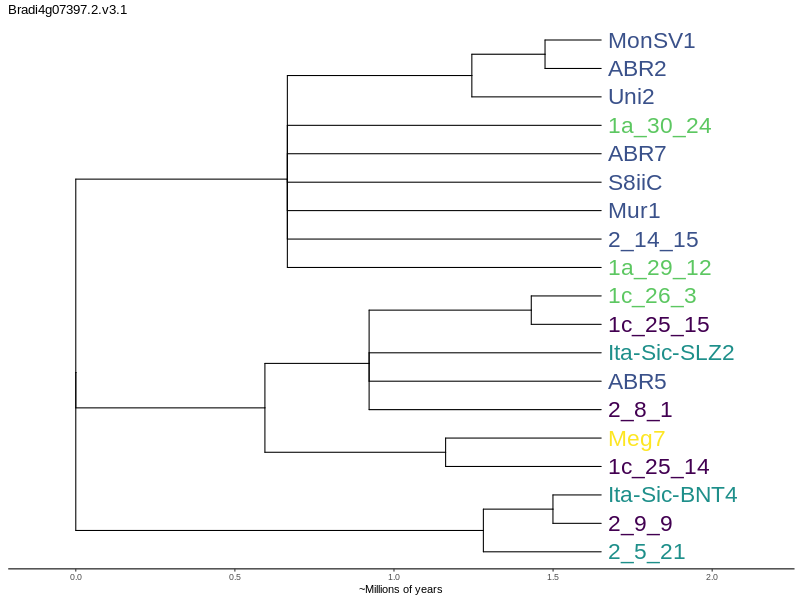 Bradi4g07397.2.v3.1
MonSV1
ABR2
Uni2
1a_30_24
ABR7
S8iiC
Mur1
2_14_15
1a_29_12
1c_26_3
1c_25_15
Ita-Sic-SLZ2
ABR5
2_8_1
Meg7
1c_25_14
Ita-Sic-BNT4
2_9_9
2_5_21
0.0 0.5 1.0 1.5 2.0
~Millions of years